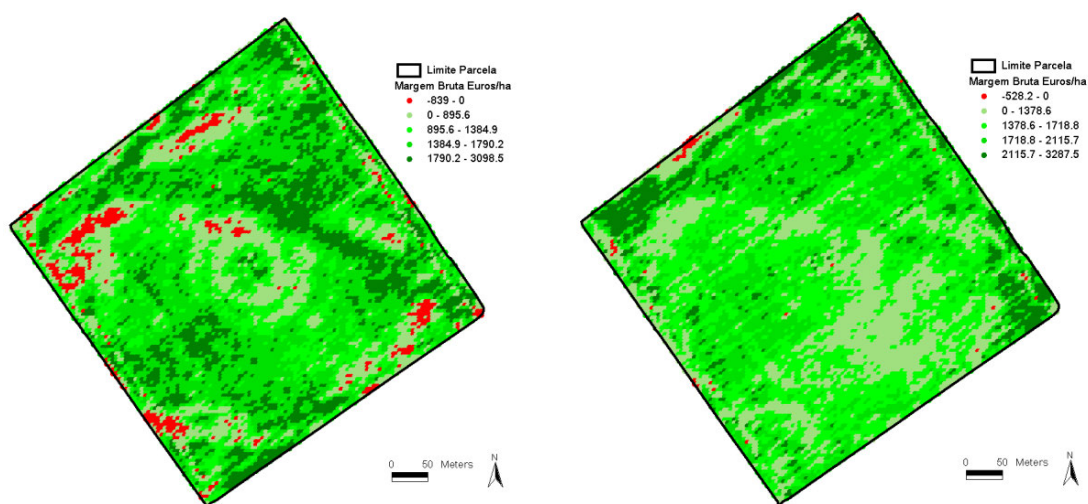 Limite Parcela
Margem Bruta Euros/ha
-839 - 0
0 - 895.6
895.6 - 1384.9
1384.9 - 1790.2
1790.2 - 3098.5
0 50 Meters
N
Limite Parcela
Margem Bruta Euros/ha
-528.2 - 0
0 - 1378.6
1378.6 - 1718.8
1718.8 - 2115.7
2115.7 - 3287.5
0 50 Meters
N